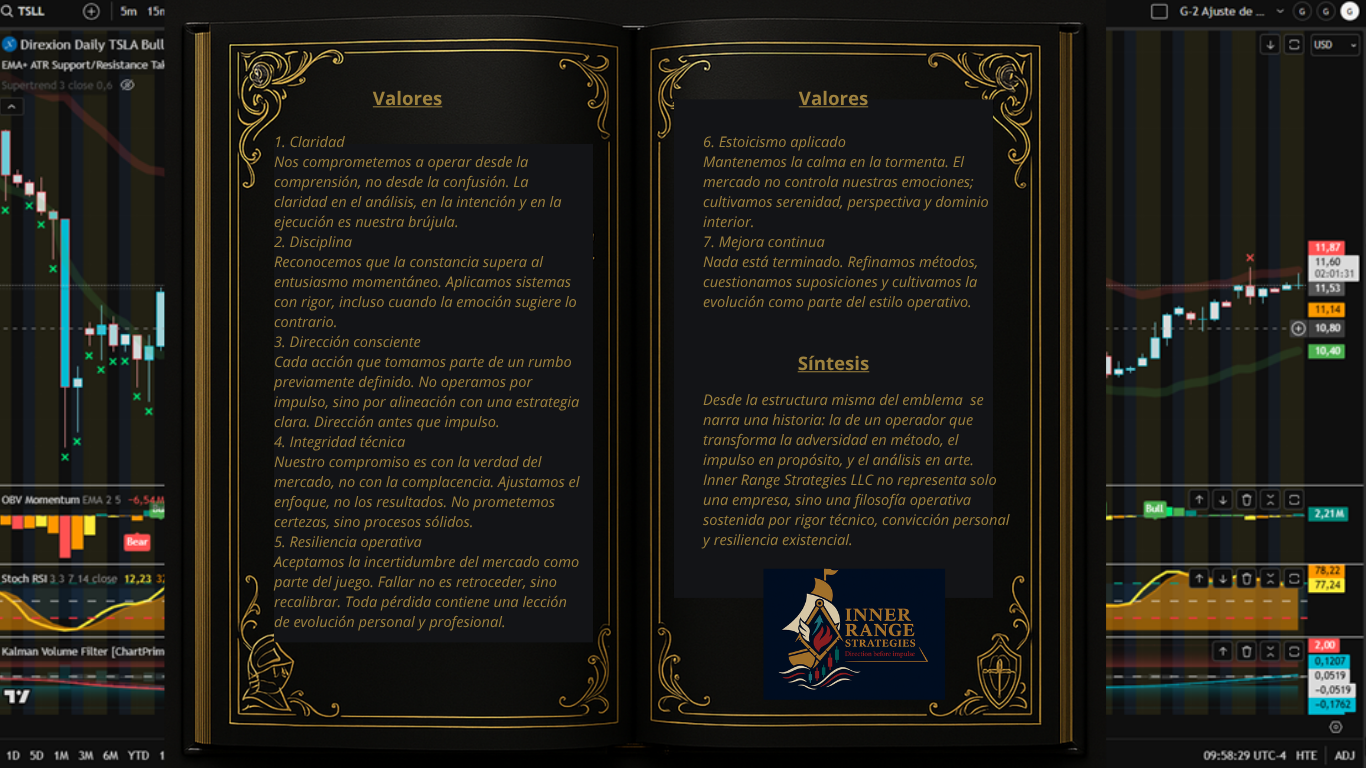 TSLL
5m
15m
Direxion Daily TSLA Bull
EMA+ ATR Support/Resistance
Supertrend 3 close 0,6
OBV Momentum EMA 2 5 −6,54M
Bear
Stoch RSI 3 3 7 14 close 12,23
Kalman Volume Filter [ChartPrim
1D 5D 1M 3M 6M YTD
Valores
1. Claridad
Nos comprometemos a operar desde la
comprensión, no desde la confusión. La
claridad en el análisis, en la intención y en la
ejecución es nuestra brújula.
2. Disciplina
Reconocemos que la constancia supera al
entusiasmo momentáneo. Aplicamos sistemas
con rigor, incluso cuando la emoción sugiere lo
contrario.
3. Dirección consciente
Cada acción que tomamos parte de un rumbo
previamente definido. No operamos por
impulso, sino por alineación con una estrategia
clara. Dirección antes que impulso.
4. Integridad técnica
Nuestro compromiso es con la verdad del
mercado, no con la complacencia. Ajustamos el
enfoque, no los resultados. No prometemos
certezas, sino procesos sólidos.
5. Resiliencia operativa
Aceptamos la incertidumbre del mercado como
parte del juego. Fallar no es retroceder, sino
recalibrar. Toda pérdida contiene una lección
de evolución personal y profesional.
Valores
6. Estoicismo aplicado
Mantenemos la calma en la tormenta. El
mercado no controla nuestras emociones;
cultivamos serenidad, perspectiva y dominio
interior.
7. Mejora continua
Nada está terminado. Refinamos métodos,
cuestionamos suposiciones y cultivamos la
evolución como parte del estilo operativo.
Síntesis
Desde la estructura misma del emblema se
narra una historia: la de un operador que
transforma la adversidad en método, el
impulso en propósito, y el análisis en arte.
Inner Range Strategies LLC no representa solo
una empresa, sino una filosofía operativa
sostenida por rigor técnico, convicción personal
y resiliencia existencial.
INNER
RANGE
STRATEGIES
Direction before impulse
G-2 Ajuste de ...
G
G
G
USD
11,87
11,60
02:01:31
11,53
11,14
10,80
10,40
Bull
2,21M
78,22
77,24
2,00
0,1207
0,0519
−0,0519
−0,1762
09:58:29 UTC-4 HTE ADJ